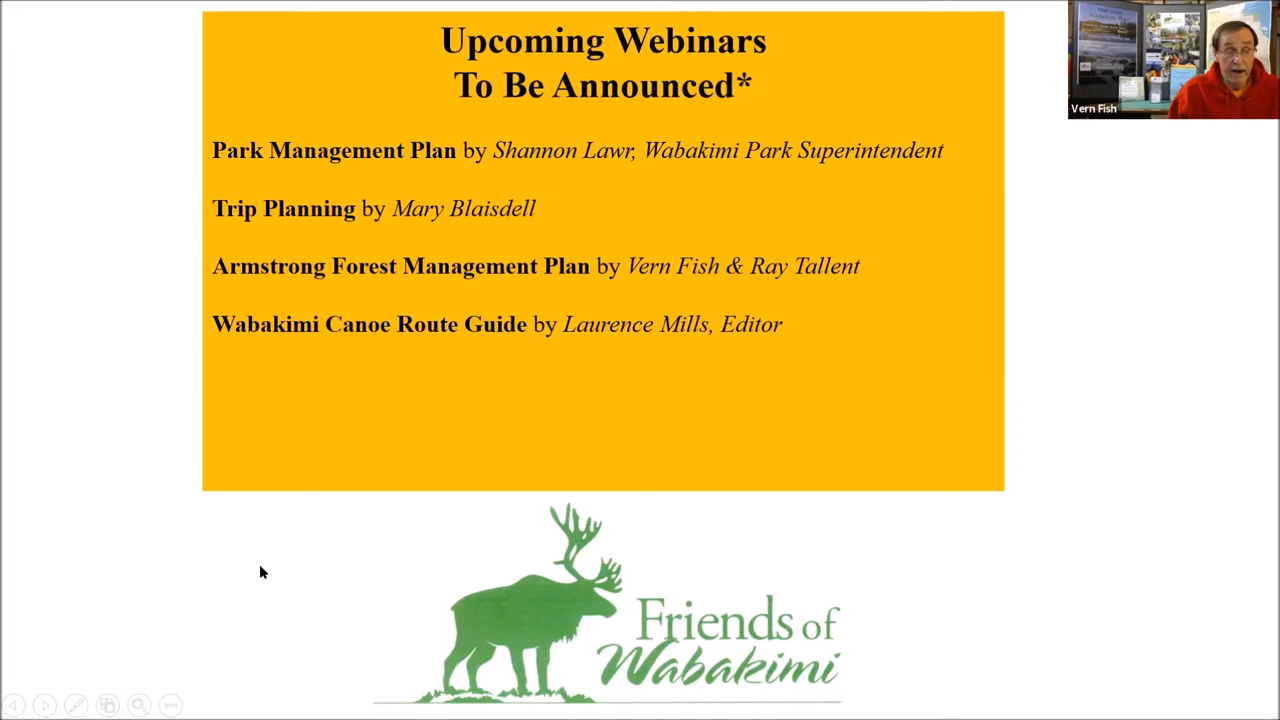 Upcoming Webinars
To Be Announced*
Park Management Plan by Shannon Lawr, Wabakimi Park Superintendent
Trip Planning by Mary Blaisdell
Armstrong Forest Management Plan by Vern Fish & Ray Tallent
Wabakimi Canoe Route Guide by Laurence Mills, Editor
Friends of
Wabakimi
Vern Fish